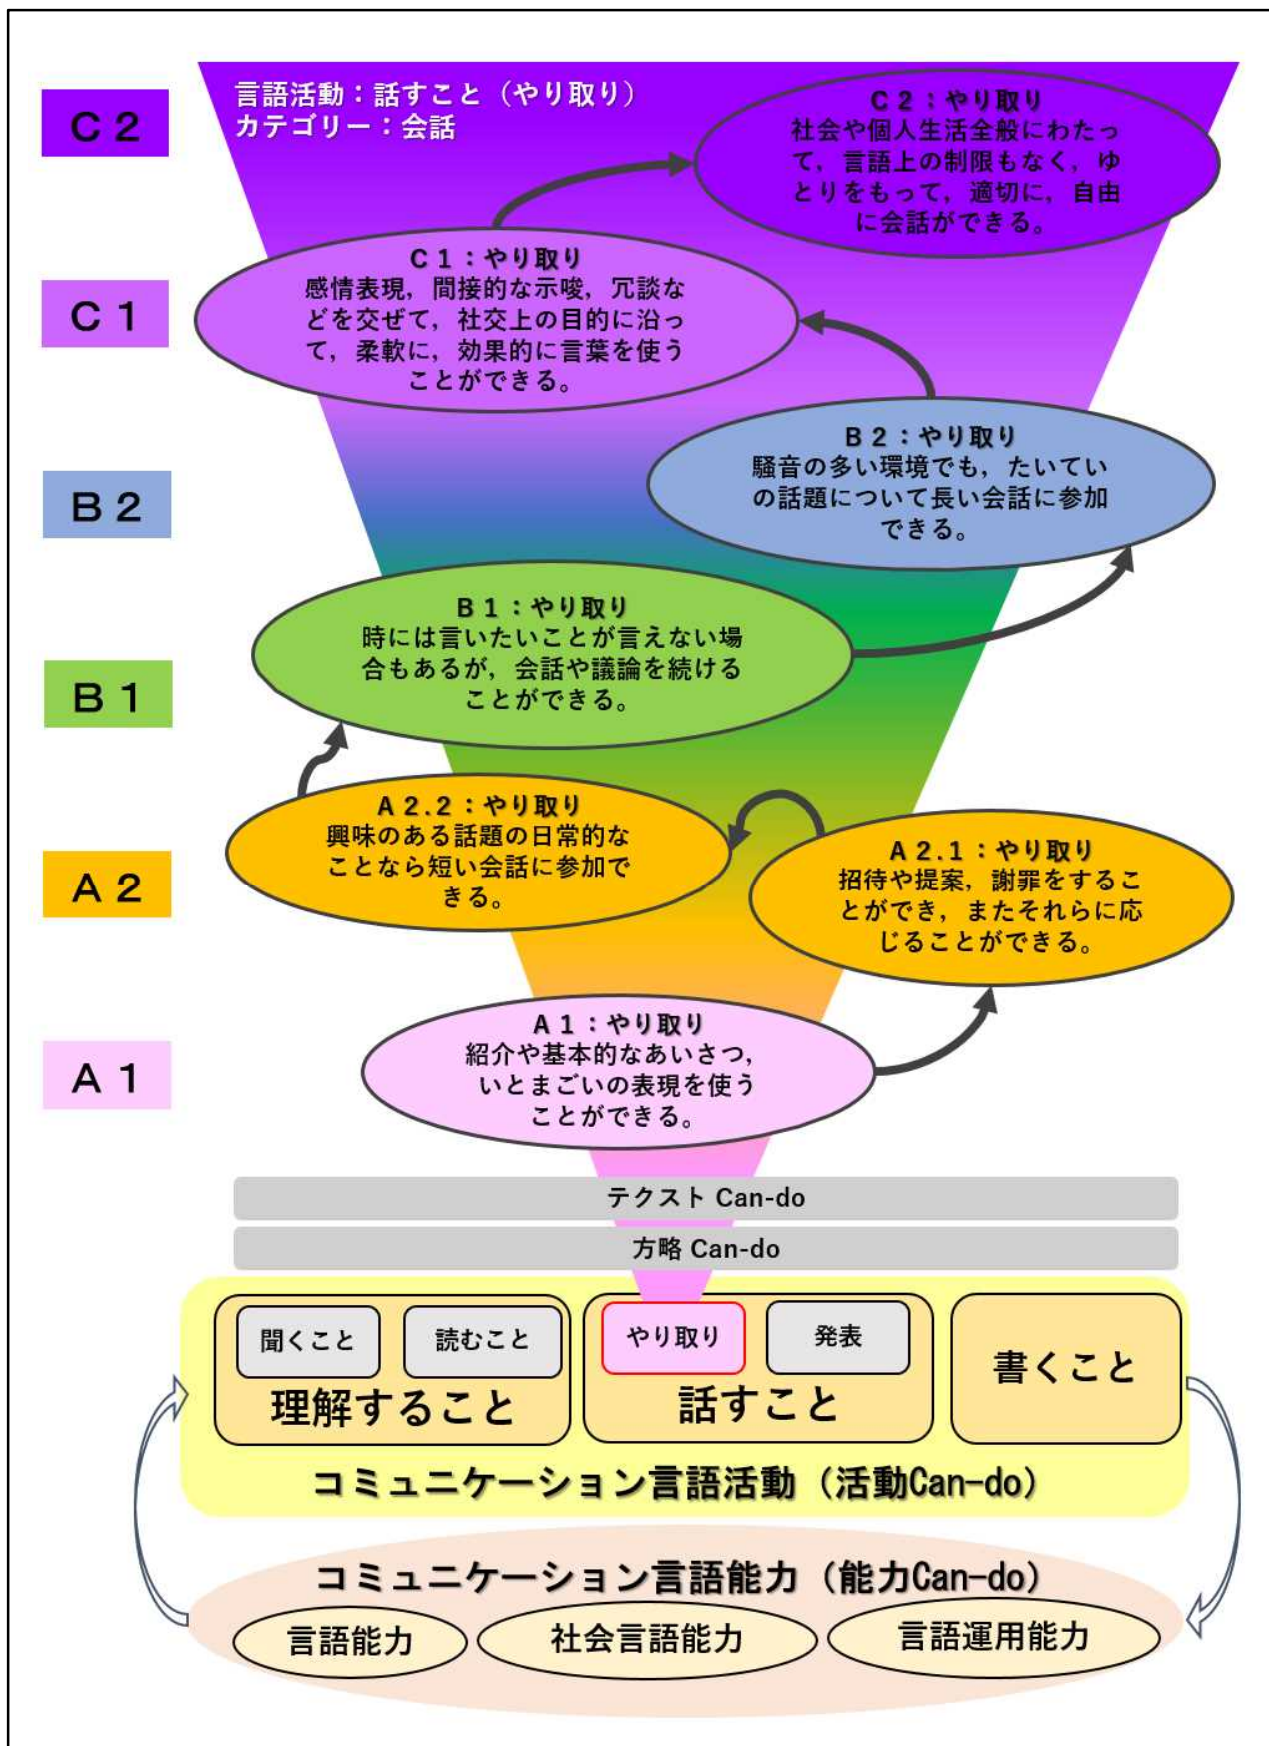 言語活動：話すこと（やり取り）
カテゴリー：会話
C２
C２：やり取り
社会や個人生活全般にわたっ
て，言語上の制限もなく，ゆ
とりをもって，適切に，自由
に会話ができる。
C１
C１：やり取り
感情表現，間接的な示唆，冗談な
どを交ぜて，社交上の目的に沿っ
て，柔軟に，効果的に言葉を使う
ことができる。
B２
B２：やり取り
騒音の多い環境でも，たいてい
の話題について長い会話に参加
できる。
B１
B１：やり取り
時には言いたいことが言えない場
合もあるが，会話や議論を続ける
ことができる。
A２
A２.２：やり取り
興味のある話題の日常的な
ことなら短い会話に参加で
きる。
A２.１：やり取り
招待や提案，謝罪をするこ
とができ，またそれらに応
じることができる。
A１
A１：やり取り
紹介や基本的なあいさつ，
いとまごいの表現を使う
ことができる。
テクスト Can-do
方略 Can-do
聞くこと
読むこと
理解すること
やり取り
発表
話すこと
書くこと
コミュニケーション言語活動（活動Can-do）
コミュニケーション言語能力（能力Can-do）
言語能力
社会言語能力
言語運用能力